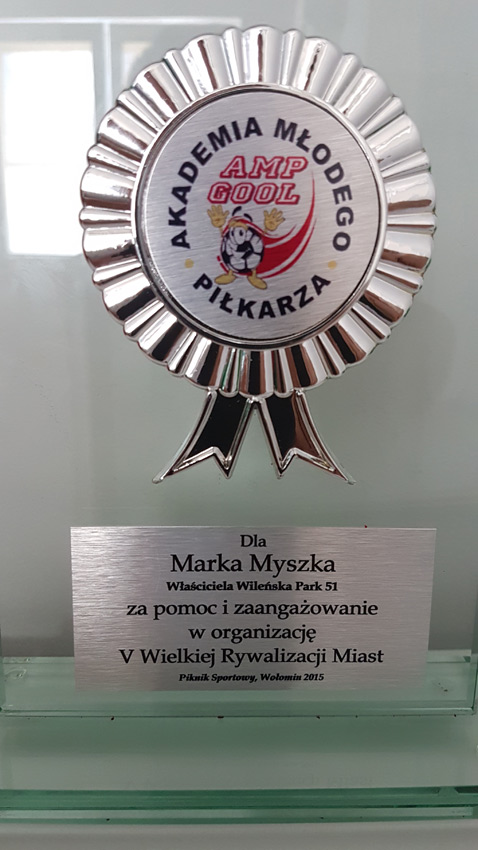 AKADEMIA MŁODEGO
AMP
GOOL
PIŁKARZA
Dla
Marka Myszka
Właściciela Wileńska Park 51
za pomoc i zaangażowanie
w organizację
V Wielkiej Rywalizacji Miast
Piknik Sportowy, Wołomin 2015